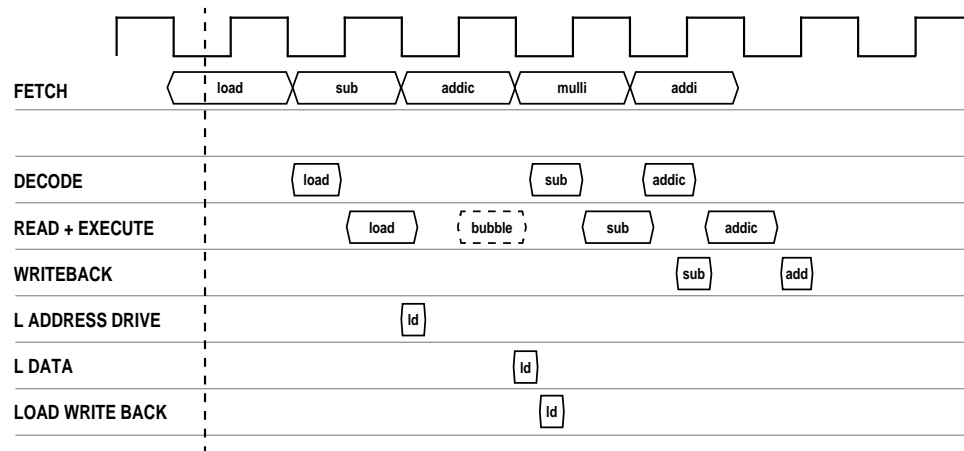 FETCH load sub addic mulli addi
DECODE load sub addic
READ + EXECUTE load bubble sub addic
WRITEBACK sub add
L ADDRESS DRIVE ld
L DATA ld
LOAD WRITE BACK ld